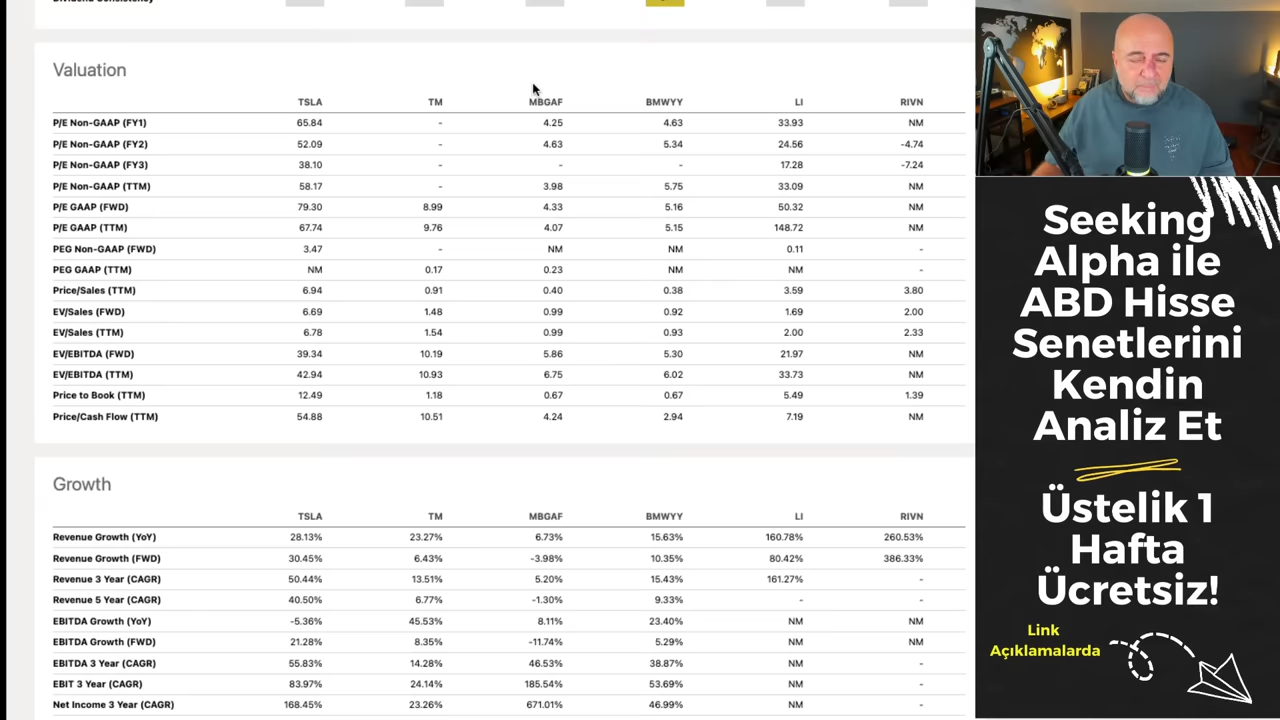 Dividend Consistency
Valuation
TSLA TM MBGAF BMWYY LI RIVN
P/E Non-GAAP (FY1) 65.84 - 4.25 4.63 33.93 NM
P/E Non-GAAP (FY2) 52.09 - 4.63 5.34 24.56 -4.74
P/E Non-GAAP (FY3) 38.10 - - - 17.28 -7.24
P/E Non-GAAP (TTM) 58.17 - 3.98 5.75 33.09 NM
P/E GAAP (FWD) 79.30 8.99 4.33 5.16 50.32 NM
P/E GAAP (TTM) 67.74 9.76 4.07 5.15 148.72 NM
PEG Non-GAAP (FWD) 3.47 - NM NM 0.11 -
PEG GAAP (TTM) NM 0.17 0.23 NM NM -
Price/Sales (TTM) 6.94 0.91 0.40 0.38 3.59 3.80
EV/Sales (FWD) 6.69 1.48 0.99 0.92 1.69 2.00
EV/Sales (TTM) 6.78 1.54 0.99 0.93 2.00 2.33
EV/EBITDA (FWD) 39.34 10.19 5.86 5.30 21.97 NM
EV/EBITDA (TTM) 42.94 10.93 6.75 6.02 33.73 NM
Price to Book (TTM) 12.49 1.18 0.67 0.67 5.49 1.39
Price/Cash Flow (TTM) 54.88 10.51 4.24 2.94 7.19 NM
Growth
TSLA TM MBGAF BMWYY LI RIVN
Revenue Growth (YoY) 28.13% 23.27% 6.73% 15.63% 160.78% 260.53%
Revenue Growth (FWD) 30.45% 6.43% -3.98% 10.35% 80.42% 386.33%
Revenue 3 Year (CAGR) 50.44% 13.51% 5.20% 15.43% 161.27% -
Revenue 5 Year (CAGR) 40.50% 6.77% -1.30% 9.33% - -
EBITDA Growth (YoY) -5.36% 45.53% 8.11% 23.40% NM NM
EBITDA Growth (FWD) 21.28% 8.35% -11.74% 5.29% NM NM
EBITDA 3 Year (CAGR) 55.83% 14.28% 46.53% 38.87% NM -
EBIT 3 Year (CAGR) 83.97% 24.14% 185.54% 53.69% NM -
Net Income 3 Year (CAGR) 168.45% 23.26% 671.01% 46.99% NM -
Seeking
Alpha ile
ABD Hisse
Senetlerini
Kendin
Analiz Et
Üstelik 1
Hafta
Ücretsiz!
Link
Açıklamalarda